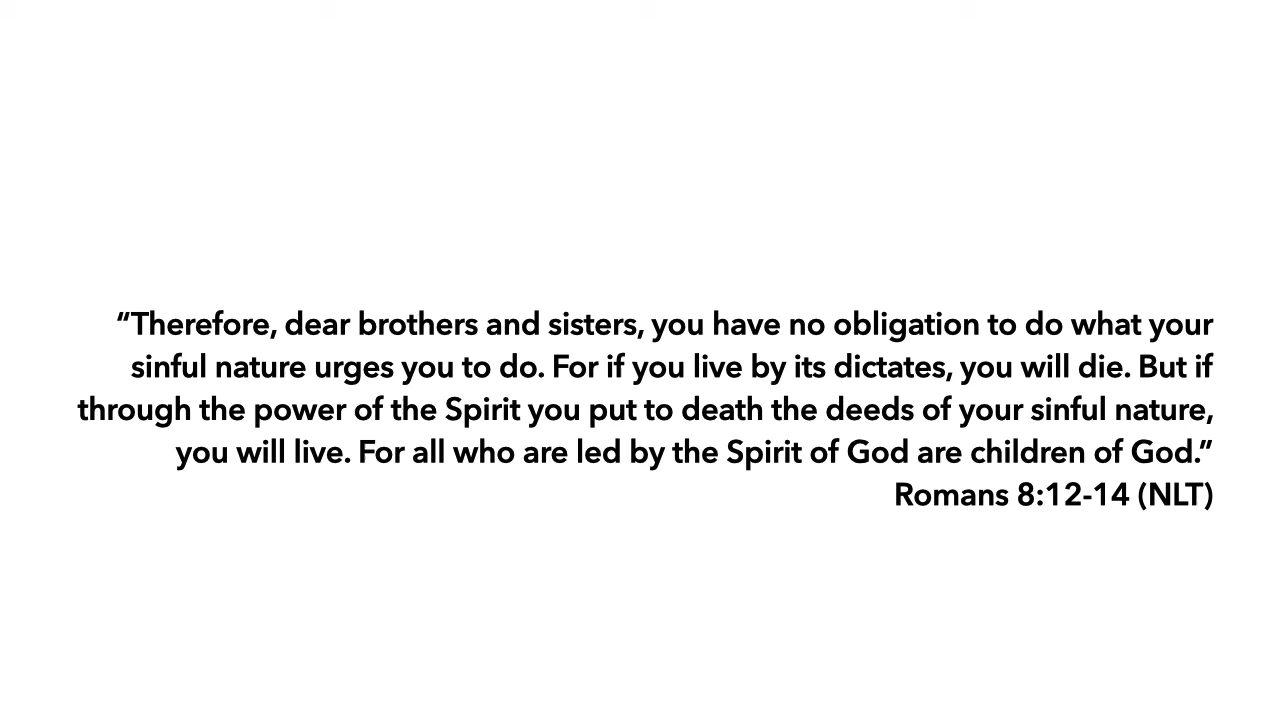 “Therefore, dear brothers and sisters, you have no obligation to do what your
sinful nature urges you to do. For if you live by its dictates, you will die. But if
through the power of the Spirit you put to death the deeds of your sinful nature,
you will live. For all who are led by the Spirit of God are children of God.”
Romans 8:12-14 (NLT)